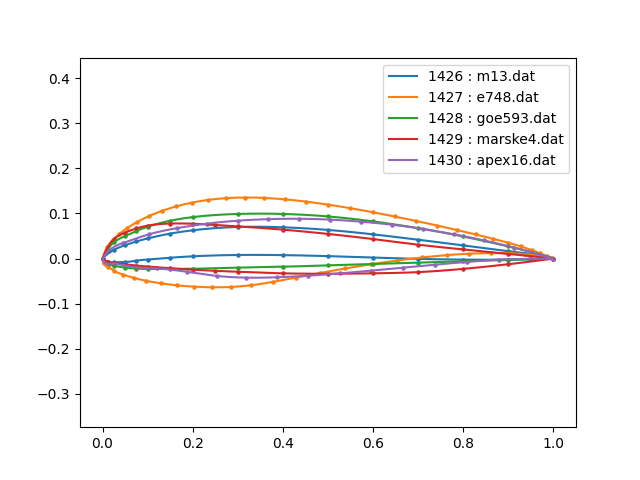 1426 : m13.dat
1427 : e748.dat
1428 : goe593.dat
1429 : marske4.dat
1430 : apex16.dat
0.4
0.3
0.2
0.1
0.0
−0.1
−0.2
−0.3
0.0 0.2 0.4 0.6 0.8 1.0